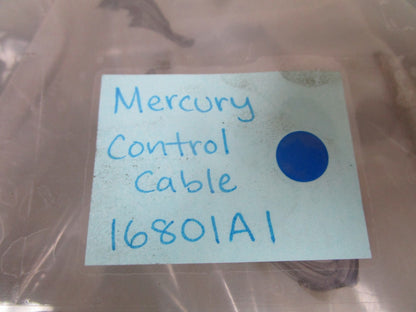 Mercury
Control
Cable
16801A1